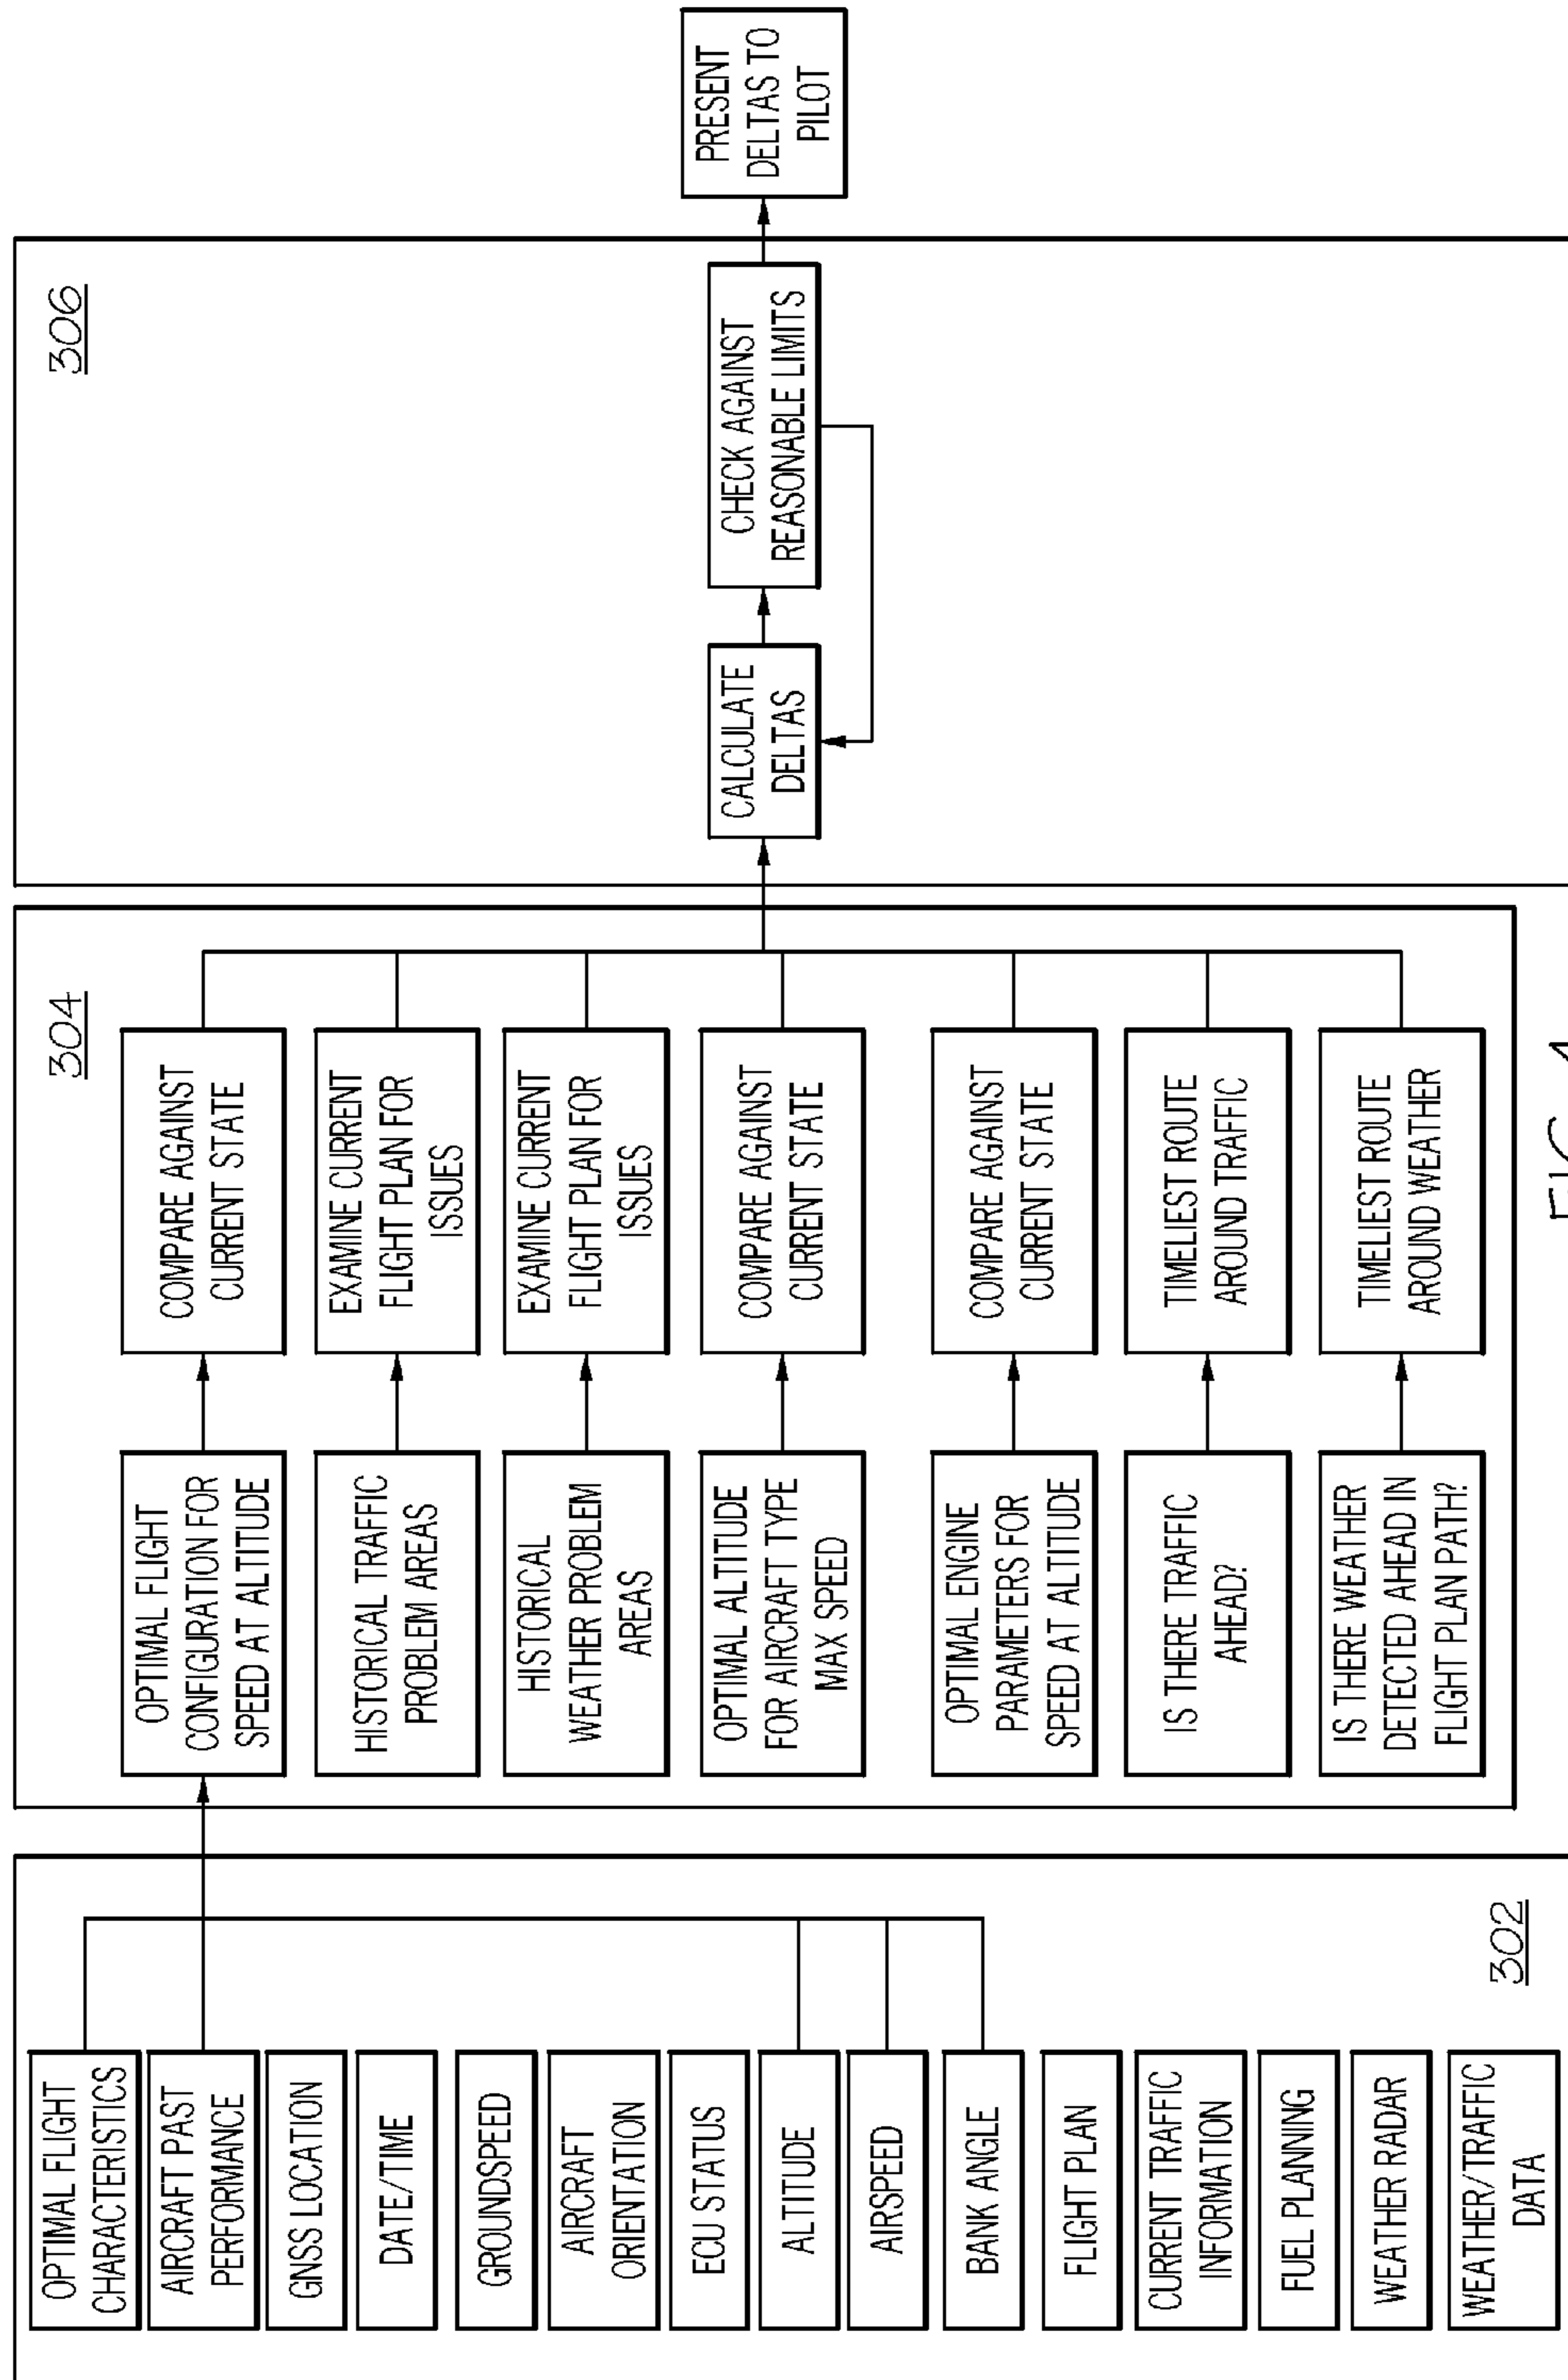 302
OPTIMAL FLIGHT
CHARACTERISTICS
AIRCRAFT PAST
PERFORMANCE
GNSS LOCATION
DATE/TIME
GROUNDSPEED
AIRCRAFT
ORIENTATION
ECU STATUS
ALTITUDE
AIRSPEED
BANK ANGLE
FLIGHT PLAN
CURRENT TRAFFIC
INFORMATION
FUEL PLANNING
WEATHER RADAR
WEATHER/TRAFFIC
DATA
304
OPTIMAL FLIGHT
CONFIGURATION FOR
SPEED AT ALTITUDE
COMPARE AGAINST
CURRENT STATE
HISTORICAL TRAFFIC
PROBLEM AREAS
EXAMINE CURRENT
FLIGHT PLAN FOR
ISSUES
HISTORICAL
WEATHER PROBLEM
AREAS
EXAMINE CURRENT
FLIGHT PLAN FOR
ISSUES
OPTIMAL ALTITUDE
FOR AIRCRAFT TYPE
MAX SPEED
COMPARE AGAINST
CURRENT STATE
OPTIMAL ENGINE
PARAMETERS FOR
SPEED AT ALTITUDE
COMPARE AGAINST
CURRENT STATE
IS THERE TRAFFIC
AHEAD?
TIMELIEST ROUTE
AROUND TRAFFIC
IS THERE WEATHER
DETECTED AHEAD IN
FLIGHT PLAN PATH?
TIMELIEST ROUTE
AROUND WEATHER
306
CALCULATE
DELTAS
CHECK AGAINST
REASONABLE LIMITS
PRESENT
DELTAS TO
PILOT